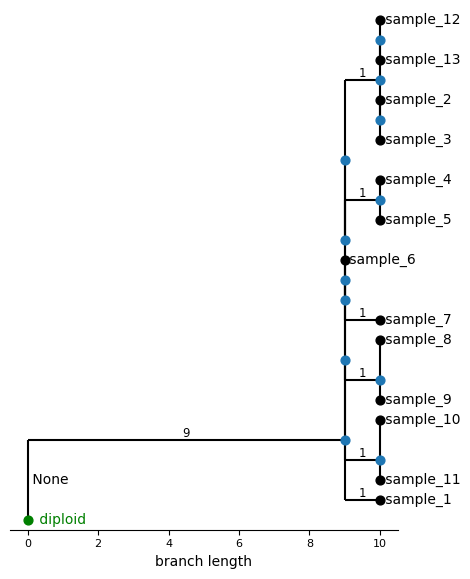 sample_12
sample_13
1
sample_2
sample_3
sample_4
1
sample_5
sample_6
1
sample_7
sample_8
1
sample_9
sample_10
9
1
None
sample_11
1
sample_1
diploid
0 2 4 6 8 10
branch length